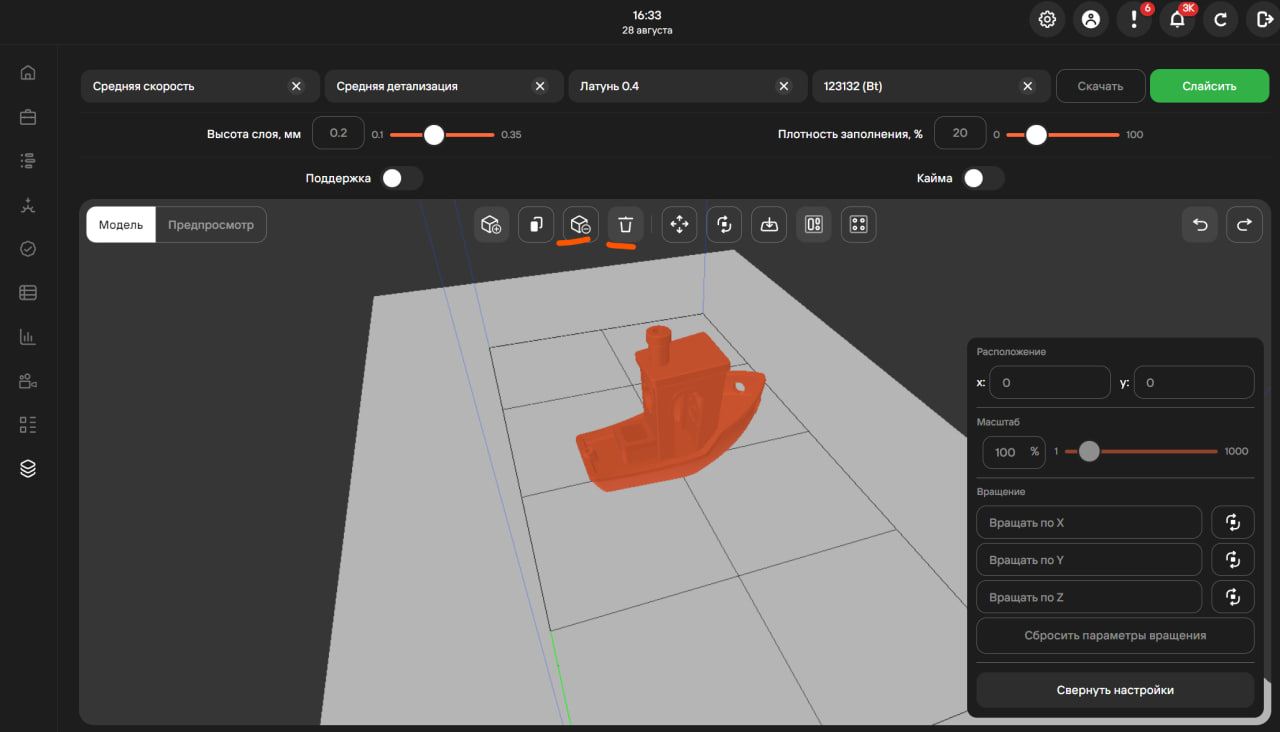 16:33
28 августа
6
3K
Средняя скорость
Средняя детализация
Латунь 0.4
123132 (Bt)
Скачать
Слайсить
Высота слоя, мм 0.2 0.1 0.35
Плотность заполнения, % 20 0 100
Поддержка
Кайма
Модель
Предпросмотр
Расположение
x: 0 y: 0
Масштаб
100 % 1 1000
Вращение
Вращать по X
Вращать по Y
Вращать по Z
Сбросить параметры вращения
Свернуть настройки